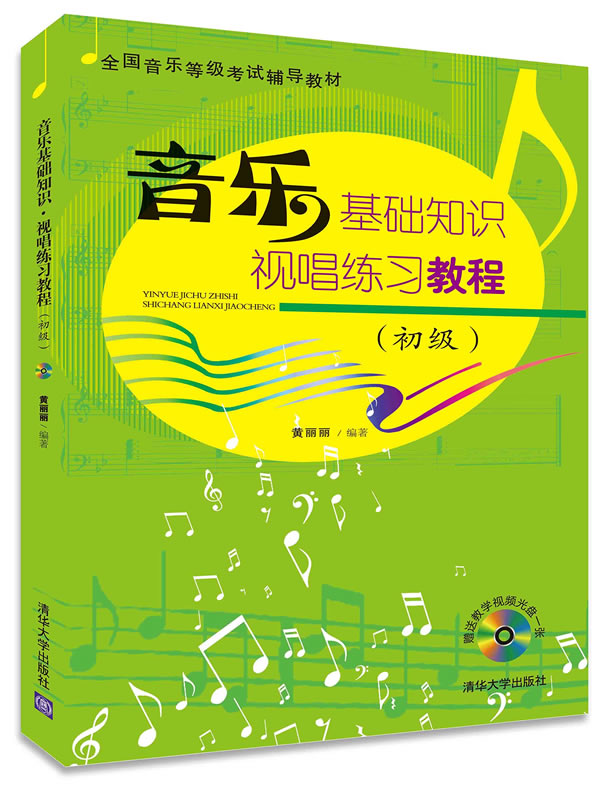 全国音乐等级考试辅导教材
音乐
基础知识
视唱练习教程
YINYUE JICHU ZHISHI
SHICHANG LIANXI JIAOCHENG
（初级）
黄丽丽 / 编著
赠送教学视频光盘一张
清华大学出版社
音乐基础知识·视唱练习教程（初级）
黄丽丽 / 编著
清华大学出版社